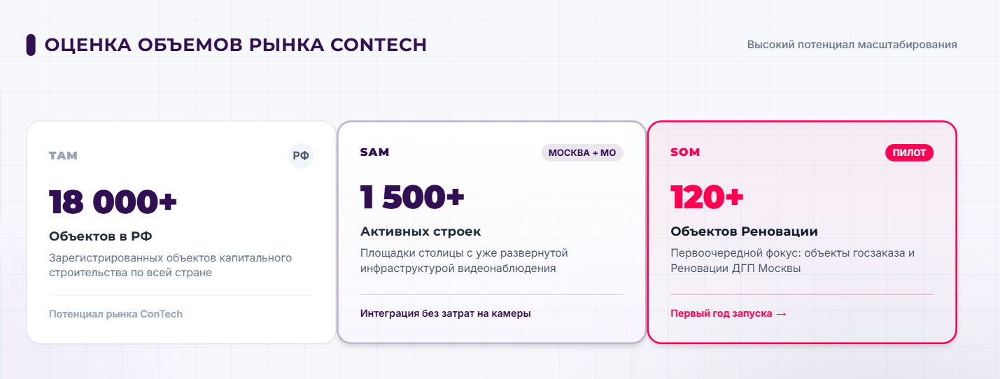 ОЦЕНКА ОБЪЕМОВ РЫНКА CONTECH
Высокий потенциал масштабирования
TAM
РФ
18 000+
Объектов в РФ
Зарегистрированных объектов капитального
строительства по всей стране
Потенциал рынка ConTech
SAM
МОСКВА + МО
1 500+
Активных строек
Площадки столицы с уже развернутой
инфраструктурой видеонаблюдения
Интеграция без затрат на камеры
SOM
ПИЛОТ
120+
Объектов Реновации
Первоочередной фокус: объекты госзаказа и
Реновации ДГП Москвы
Первый год запуска →